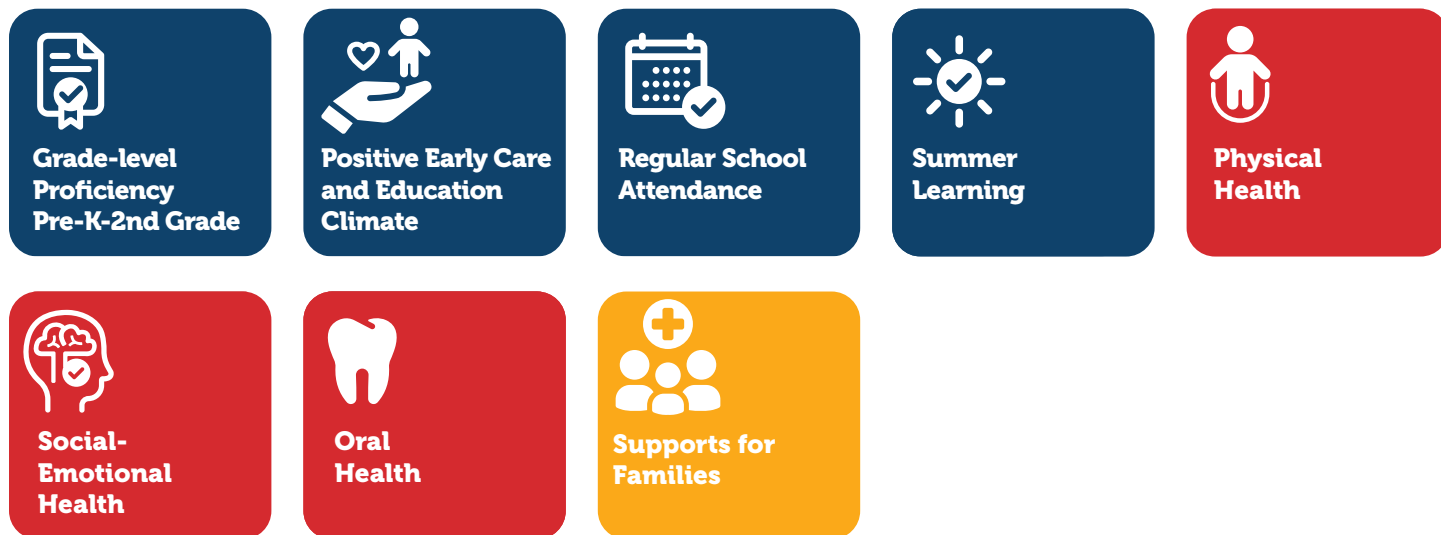 Grade-level
Proficiency
Pre-K-2nd Grade
Positive Early Care
and Education
Climate
Regular School
Attendance
Summer
Learning
Physical
Health
Social-
Emotional
Health
Oral
Health
Supports for
Families